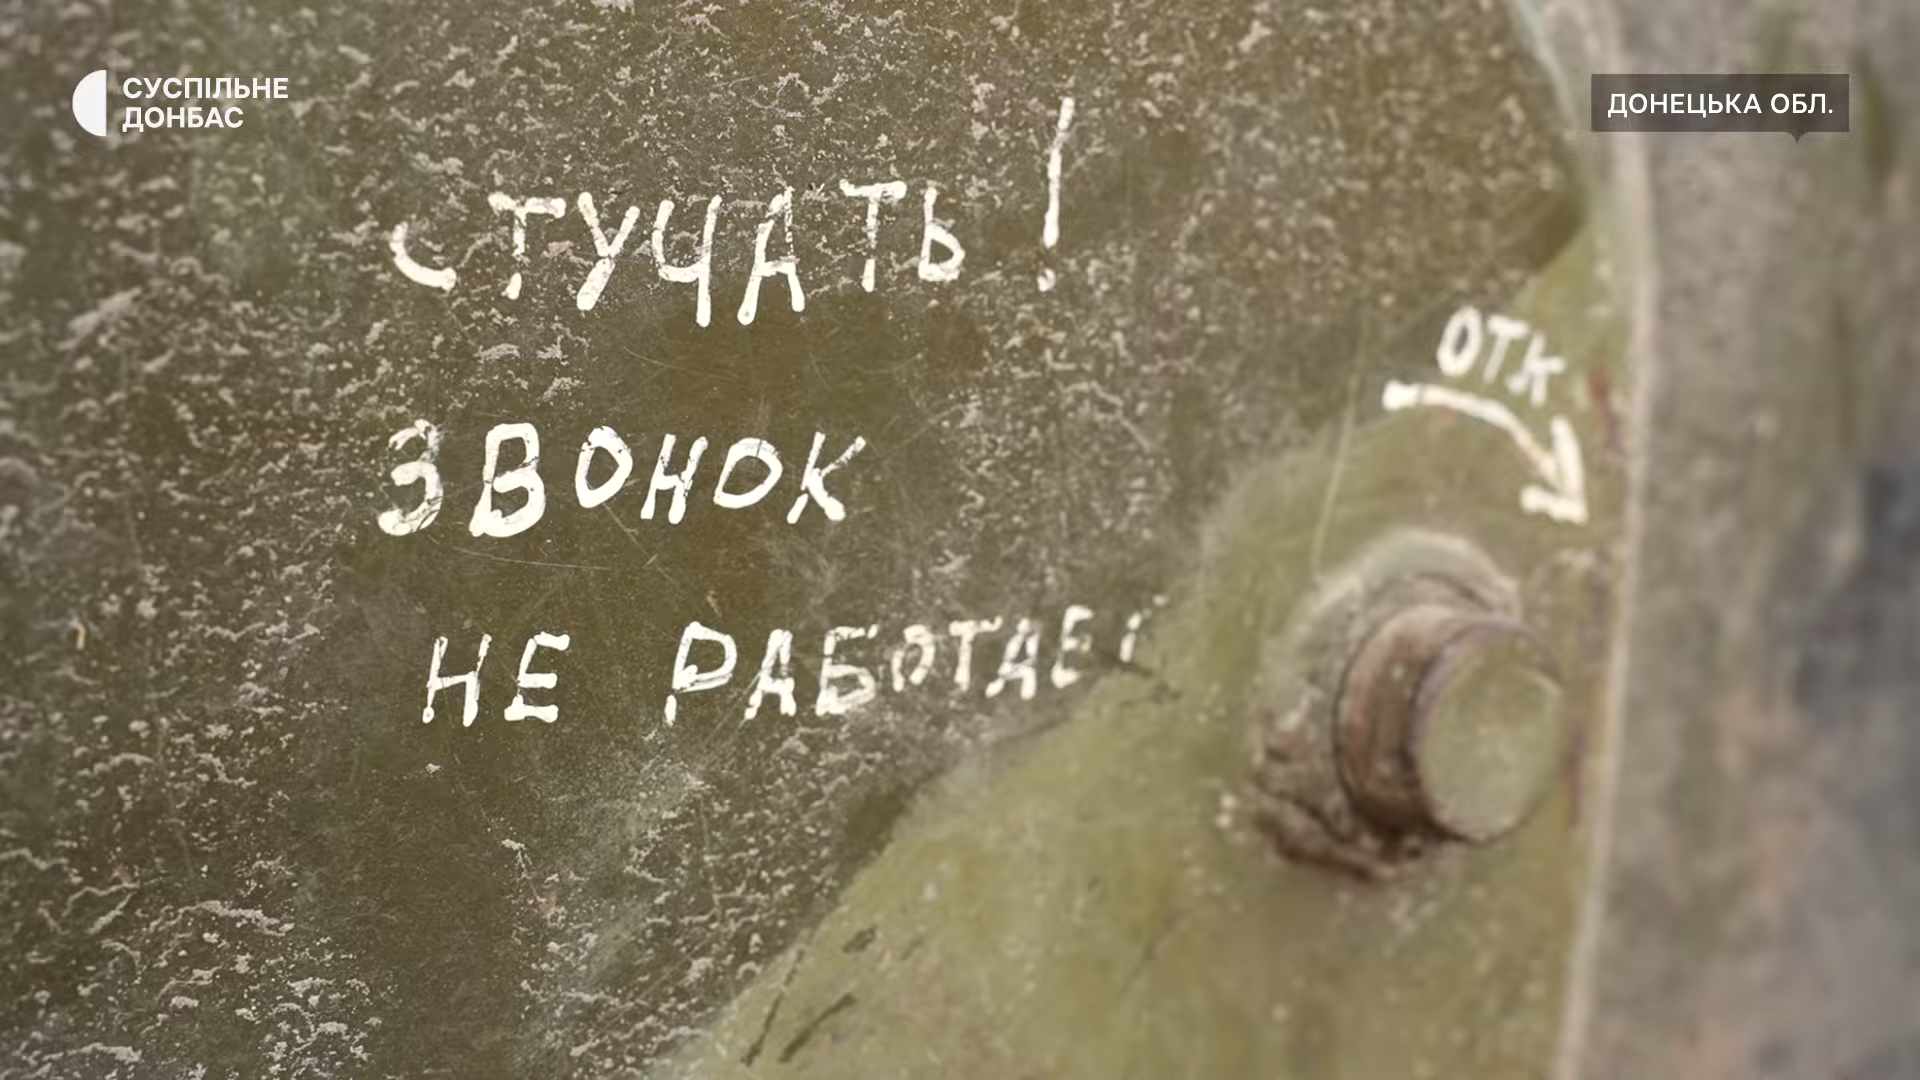 СУСПІЛЬНЕ
ДОНБАС
ДОНЕЦЬКА ОБЛ.
СТУЧАТЬ!
ОТК
ЗВОНОК
НЕ РАБОТАЕТ